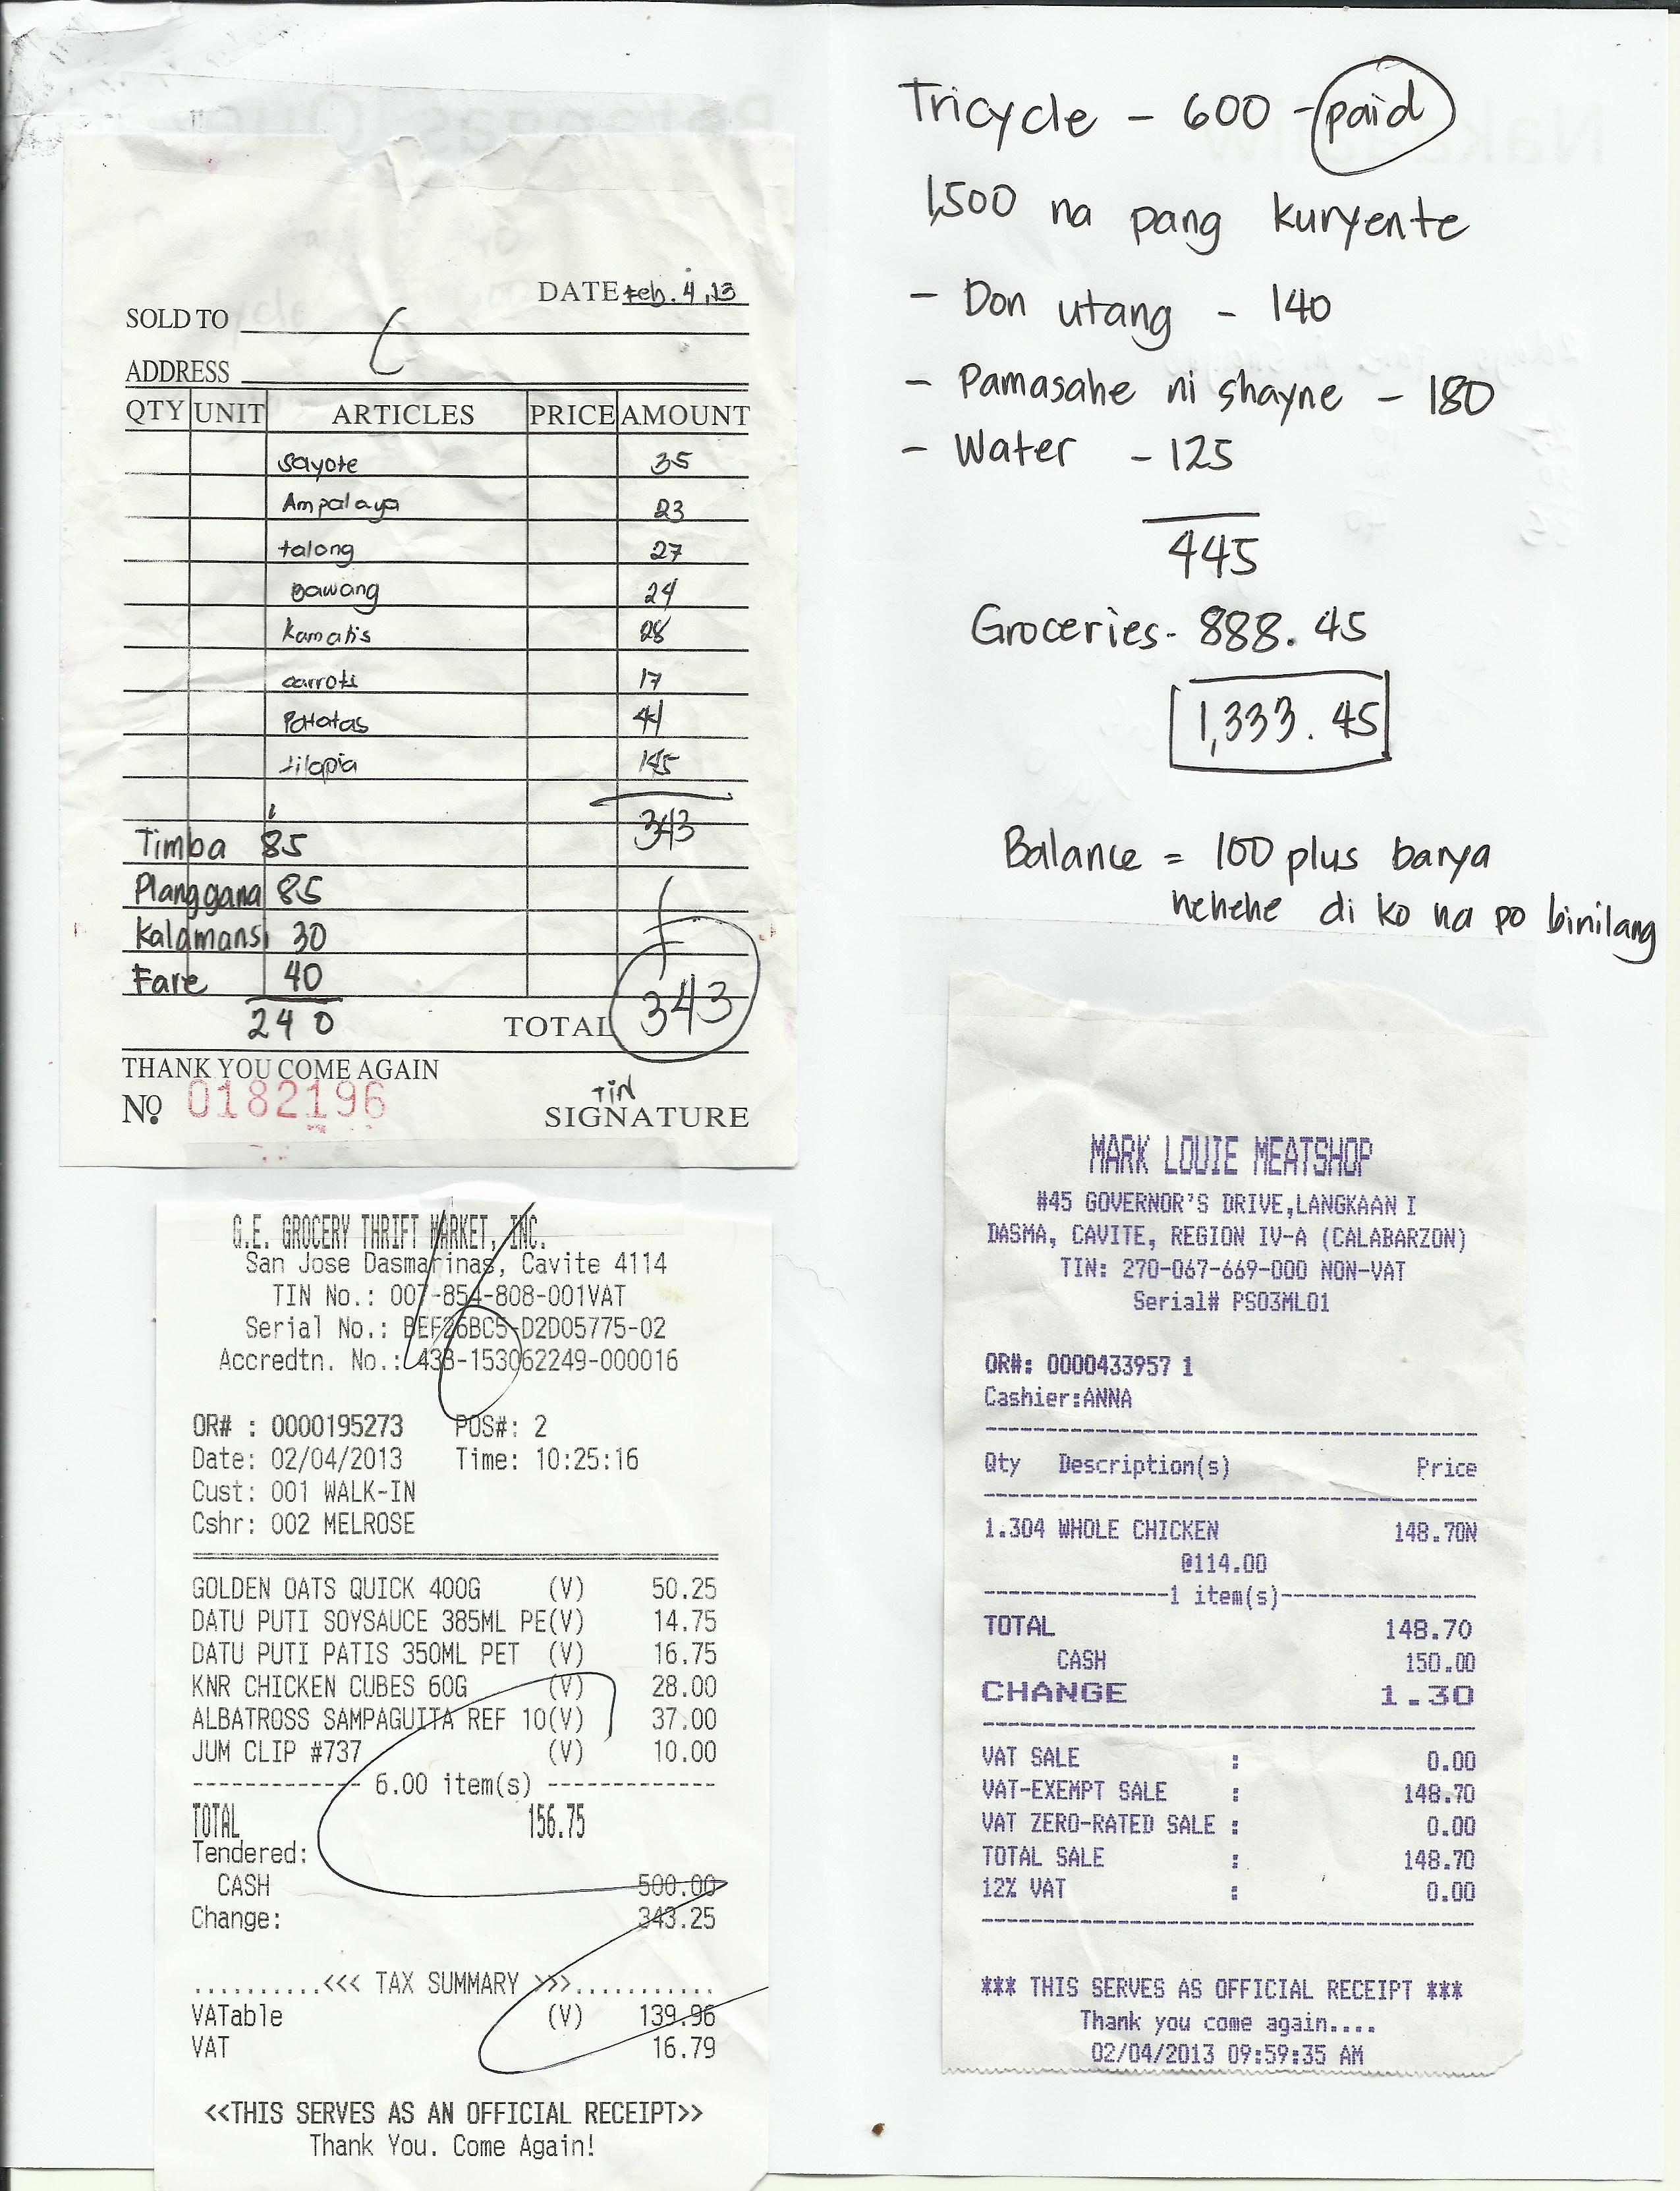 DATE Feb. 4, 13
SOLD TO
ADDRESS
QTY UNIT ARTICLES PRICE AMOUNT
sayote 35
Ampalaya 23
talong 27
bawang 24
kamatis 28
carrots 17
Patatas 44
tilapia 145
343
Timba 85
Planggana 85
Kalamansi 30
Fare 40
240
TOTAL 343
THANK YOU COME AGAIN
No. 0182196
TIN
SIGNATURE
Tricycle - 600 - paid
1,500 na pang kuryente
- Don utang - 140
- Pamasahe ni shayne - 180
- Water - 125
445
Groceries - 888.45
1,333.45
Balance = 100 plus barya
hehehe di ko na po binilang
G.E. GROCERY THRIFT MARKET, INC.
San Jose Dasmarinas, Cavite 4114
TIN No.: 007-854-808-001VAT
Serial No.: BEF26BC5-D2D05775-02
Accredtn. No.: 43B-153062249-000016
OR# : 0000195273 POS#: 2
Date: 02/04/2013 Time: 10:25:16
Cust: 001 WALK-IN
Cshr: 002 MELROSE
GOLDEN OATS QUICK 400G (V) 50.25
DATU PUTI SOYSAUCE 385ML PE(V) 14.75
DATU PUTI PATIS 350ML PET (V) 16.75
KNR CHICKEN CUBES 60G (V) 28.00
ALBATROSS SAMPAGUITA REF 10(V) 37.00
JUM CLIP #737 (V) 10.00
------------ 6.00 item(s) ------------
TOTAL 156.75
Tendered:
CASH 500.00
Change: 343.25
..........<<< TAX SUMMARY >>>...........
VATable (V) 139.96
VAT 16.79
<<THIS SERVES AS AN OFFICIAL RECEIPT>>
Thank You. Come Again!
MARK LOUIE MEATSHOP
#45 GOVERNOR'S DRIVE,LANGKAAN I
DASMA, CAVITE, REGION IV-A (CALABARZON)
TIN: 270-067-669-000 NON-VAT
Serial# PS03ML01
OR#: 0000433957 1
Cashier:ANNA
Qty Description(s) Price
1.304 WHOLE CHICKEN 148.70N
@114.00
---------------1 item(s)---------------
TOTAL 148.70
CASH 150.00
CHANGE 1.30
VAT SALE : 0.00
VAT-EXEMPT SALE : 148.70
VAT ZERO-RATED SALE : 0.00
TOTAL SALE : 148.70
12% VAT : 0.00
*** THIS SERVES AS OFFICIAL RECEIPT ***
Thank you come again....
02/04/2013 09:59:35 AM